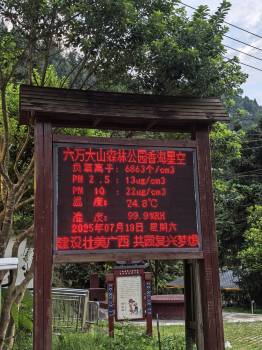 六万大山森林公园香海星空
负氧离子: 6863个/cm3
PM 2.5: 13ug/cm3
PM 10: 22ug/cm3
温度: 24.8℃
湿度: 99.9%RH
2025年07月19日 星期六
建设壮美广西 共圆复兴梦想